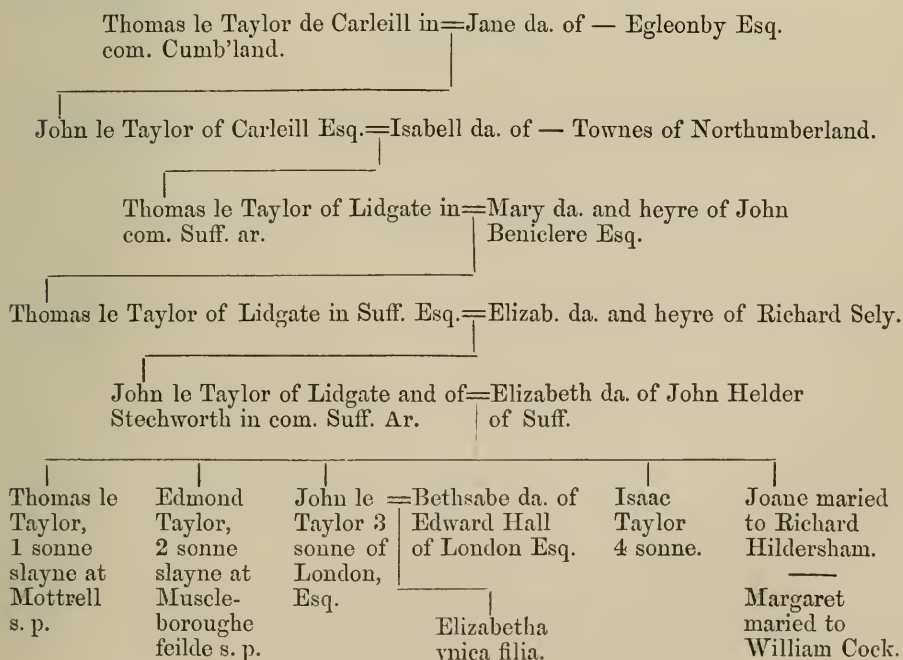 Thomas le Taylor de Carleill in=Jane da. of — Egleonby Esq.
com. Cumb'land.
John le Taylor of Carleill Esq.=Isabell da. of — Townes of Northumberland.
Thomas le Taylor of Lidgate in=Mary da. and heyre of John
com. Suff. ar.
Beniclere Esq.
Thomas le Taylor of Lidgate in Suff. Esq.=Elizab. da. and heyre of Richard Sely.
John le Taylor of Lidgate and of=Elizabeth da. of John Helder
Stechworth in com. Suff. Ar.
of Suff.
Thomas le
Taylor,
1 sonne
slayne at
Mottrell
s. p.
Edmond
Taylor,
2 sonne
slayne at
Muscle-
boroughe
feilde s. p.
John le
Taylor 3
sonne of
London,
Esq.
=Bethsabe da. of
Edward Hall
of London Esq.
Elizabetha
vnica filia.
Isaac
Taylor
4 sonne.
Joane maried
to Richard
Hildersham.
Margaret
maried to
William Cock.